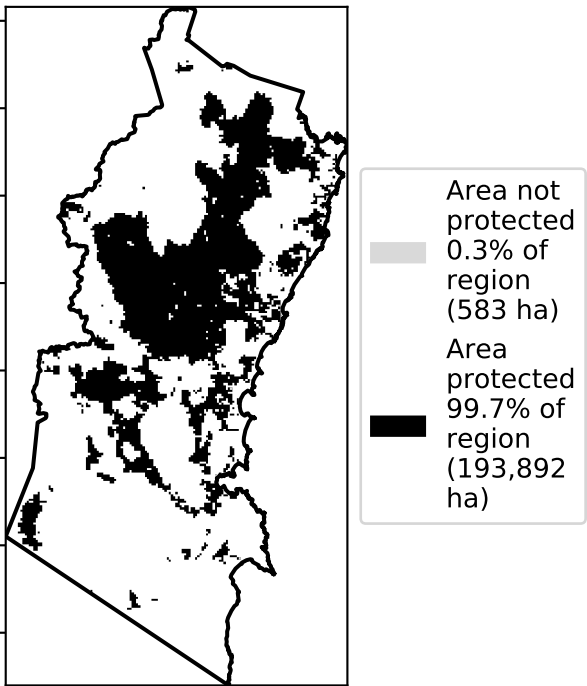 Area not
protected
0.3% of
region
(583 ha)
Area
protected
99.7% of
region
(193,892
ha)